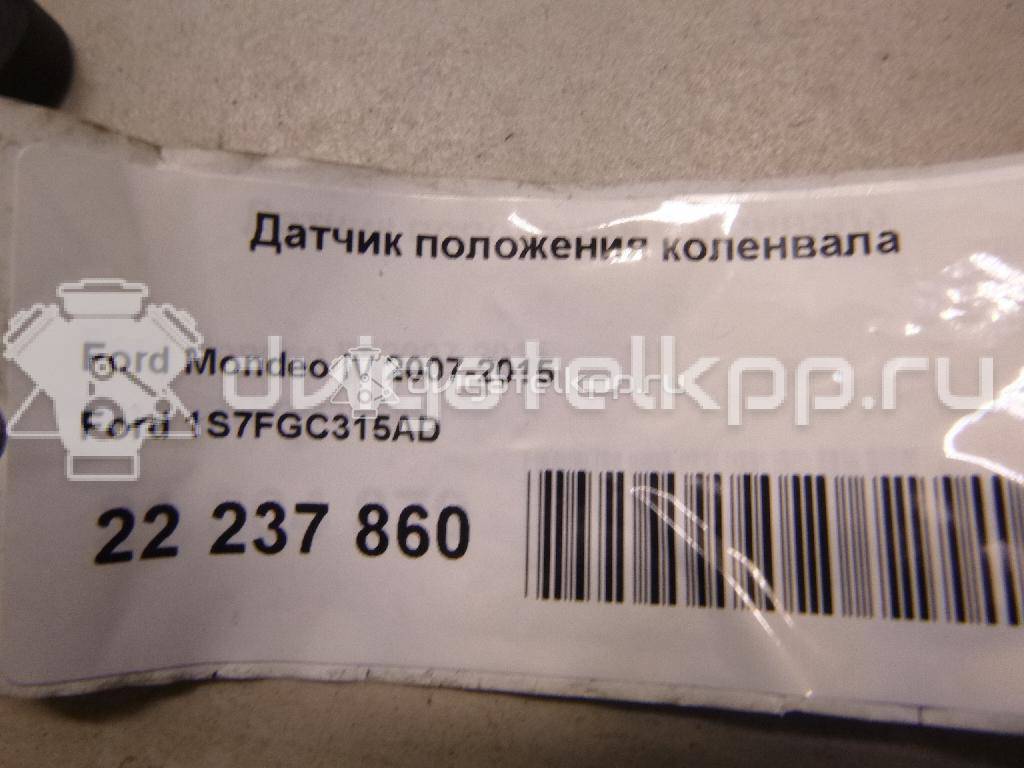 Датчик положения коленвала
Ford Mondeo IV 2007-2015
dvigatelkpp.ru
Ford 1S7FGC315AD
22 237 860